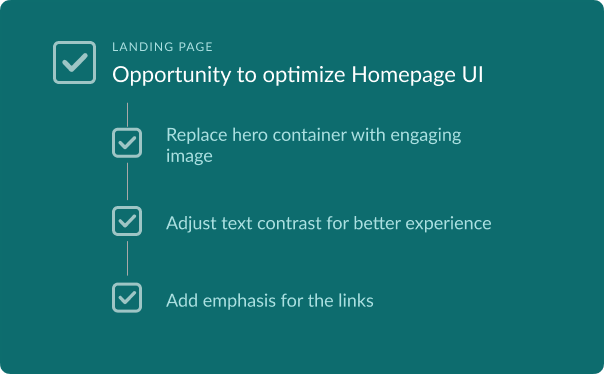 LANDING PAGE
Opportunity to optimize Homepage UI
Replace hero container with engaging
image
Adjust text contrast for better experience
Add emphasis for the links